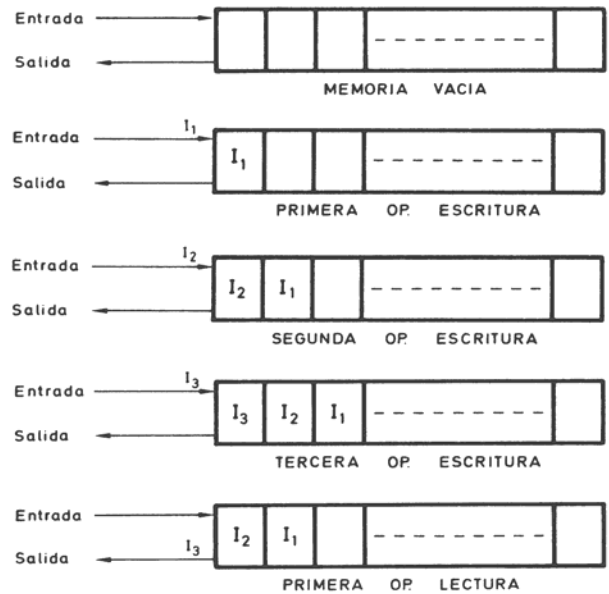 Entrada
Salida
MEMORIA VACIA
I₁
Entrada
I₁
Salida
PRIMERA OP. ESCRITURA
I₂
Entrada
I₂ I₁
Salida
SEGUNDA OP. ESCRITURA
I₃
Entrada
I₃ I₂ I₁
Salida
TERCERA OP. ESCRITURA
Entrada
I₂ I₁
I₃
Salida
PRIMERA OP. LECTURA